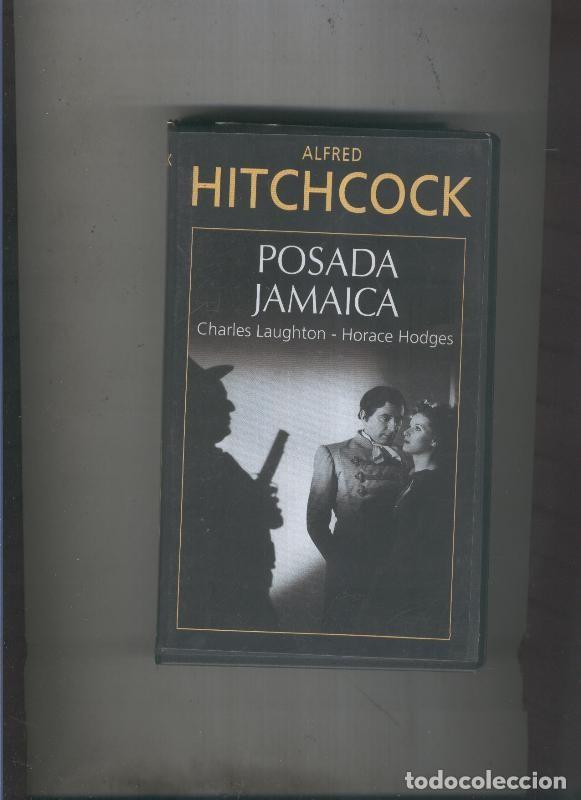 ALFRED
HITCHCOCK
POSADA
JAMAICA
Charles Laughton - Horace Hodges
K
todocoleccion